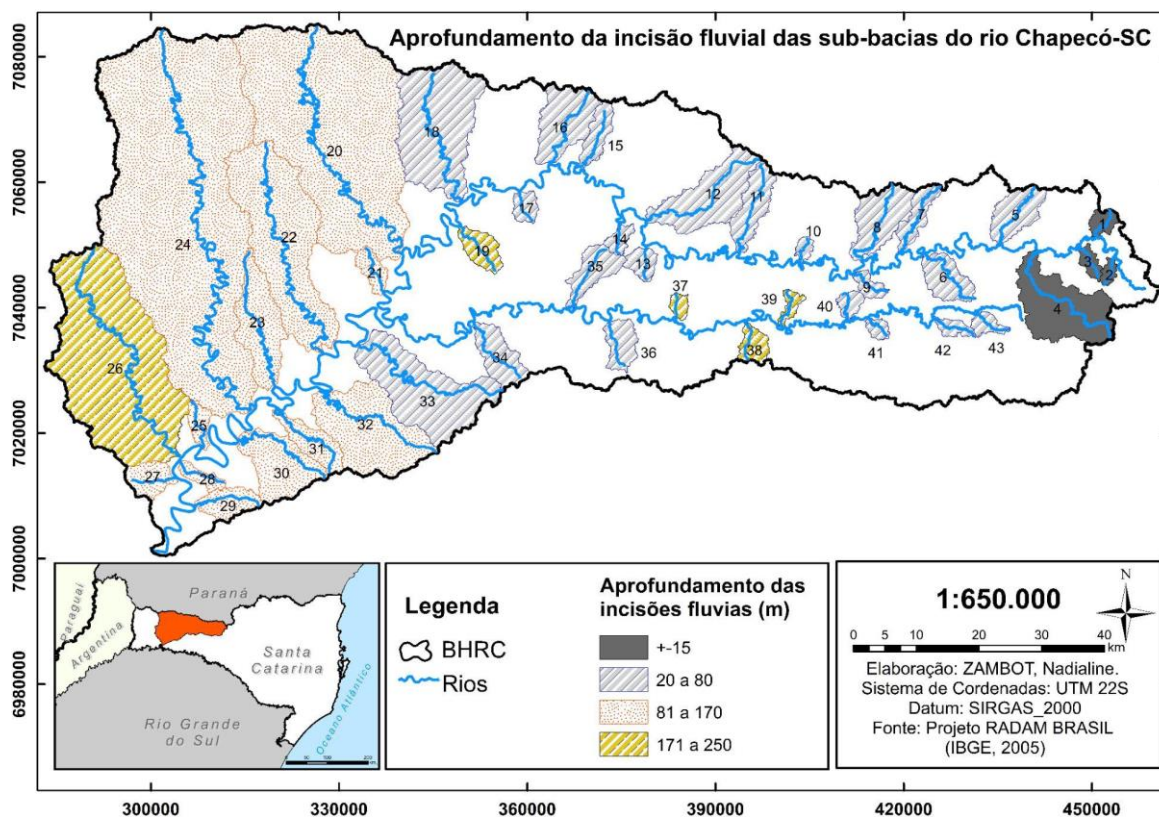 Aprofundamento da incisão fluvial das sub-bacias do rio Chapecó-SC
7080000
7060000
7040000
7020000
7000000
6980000
18
16
15
20
12
11
17
10
8
7
5
1
24
22
19
14
35
13
3
2
21
9
6
37
39
40
4
23
38
36
41
42
43
26
34
33
25
32
31
30
27
28
29
Paraguai
Argentina
Paraná
Santa
Catarina
Rio Grande
do Sul
Oceano Atlântico
Legenda
BHRC
Rios
Aprofundamento das
incisões fluvias (m)
+-15
20 a 80
81 a 170
171 a 250
N
1:650.000
0 5 10 20 30 40
km
Elaboração: ZAMBOT, Nadialine.
Sistema de Cordenadas: UTM 22S
Datum: SIRGAS_2000
Fonte: Projeto RADAM BRASIL
(IBGE, 2005)
300000 330000 360000 390000 420000 450000